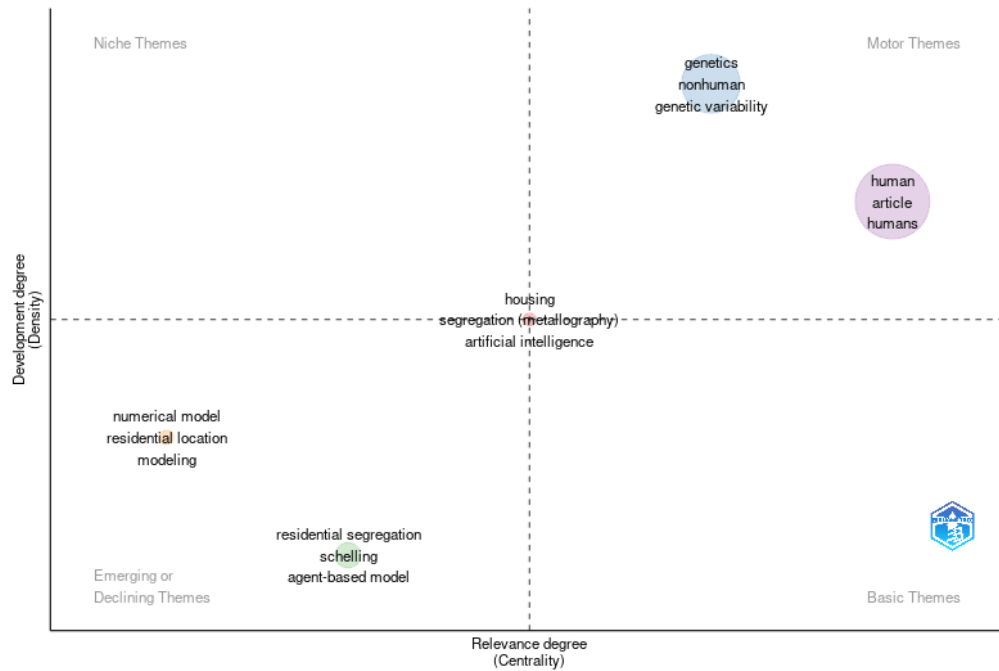 Niche Themes
Motor Themes
genetics
nonhuman
genetic variability
human
article
humans
housing
segregation (metallography)
artificial intelligence
numerical model
residential location
modeling
residential segregation
schelling
agent-based model
Emerging or
Declining Themes
Basic Themes
Development degree
(Density)
Relevance degree
(Centrality)